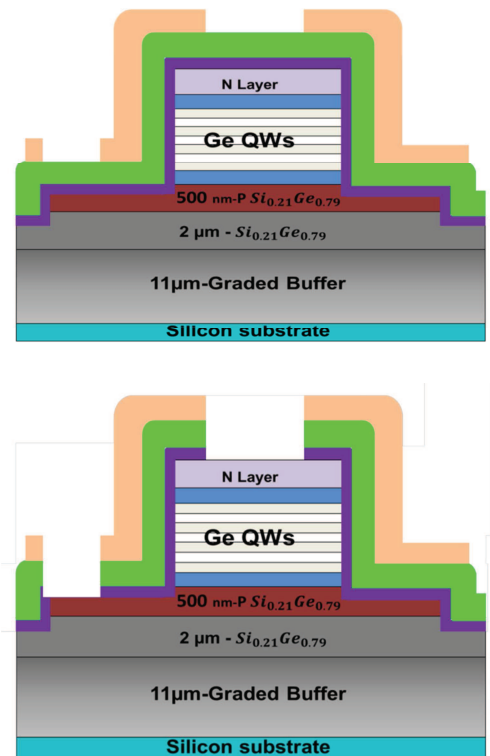 N Layer
Ge QWs
500 nm-P Si₀.₂₁Ge₀.₇₉
2 µm - Si₀.₂₁Ge₀.₇₉
11µm-Graded Buffer
Silicon substrate
N Layer
Ge QWs
500 nm-P Si₀.₂₁Ge₀.₇₉
2 µm - Si₀.₂₁Ge₀.₇₉
11µm-Graded Buffer
Silicon substrate